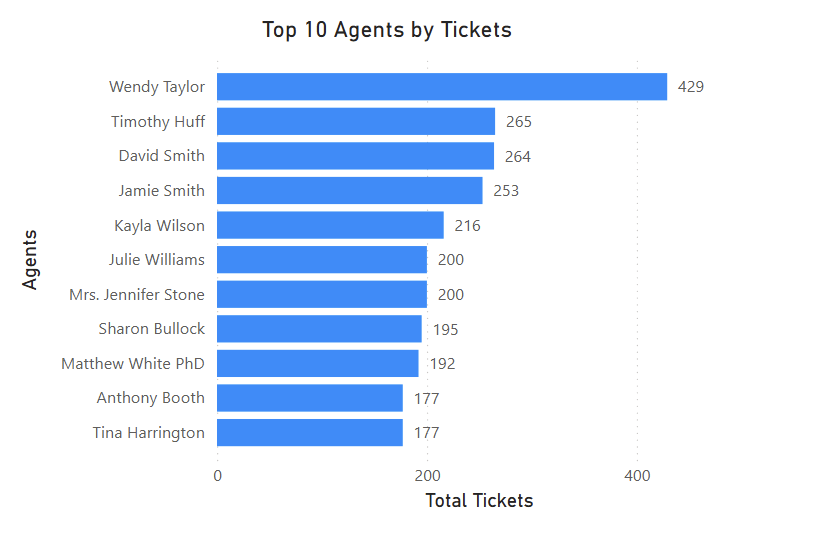 Top 10 Agents by Tickets
Agents
Wendy Taylor 429
Timothy Huff 265
David Smith 264
Jamie Smith 253
Kayla Wilson 216
Julie Williams 200
Mrs. Jennifer Stone 200
Sharon Bullock 195
Matthew White PhD 192
Anthony Booth 177
Tina Harrington 177
0 200 400
Total Tickets